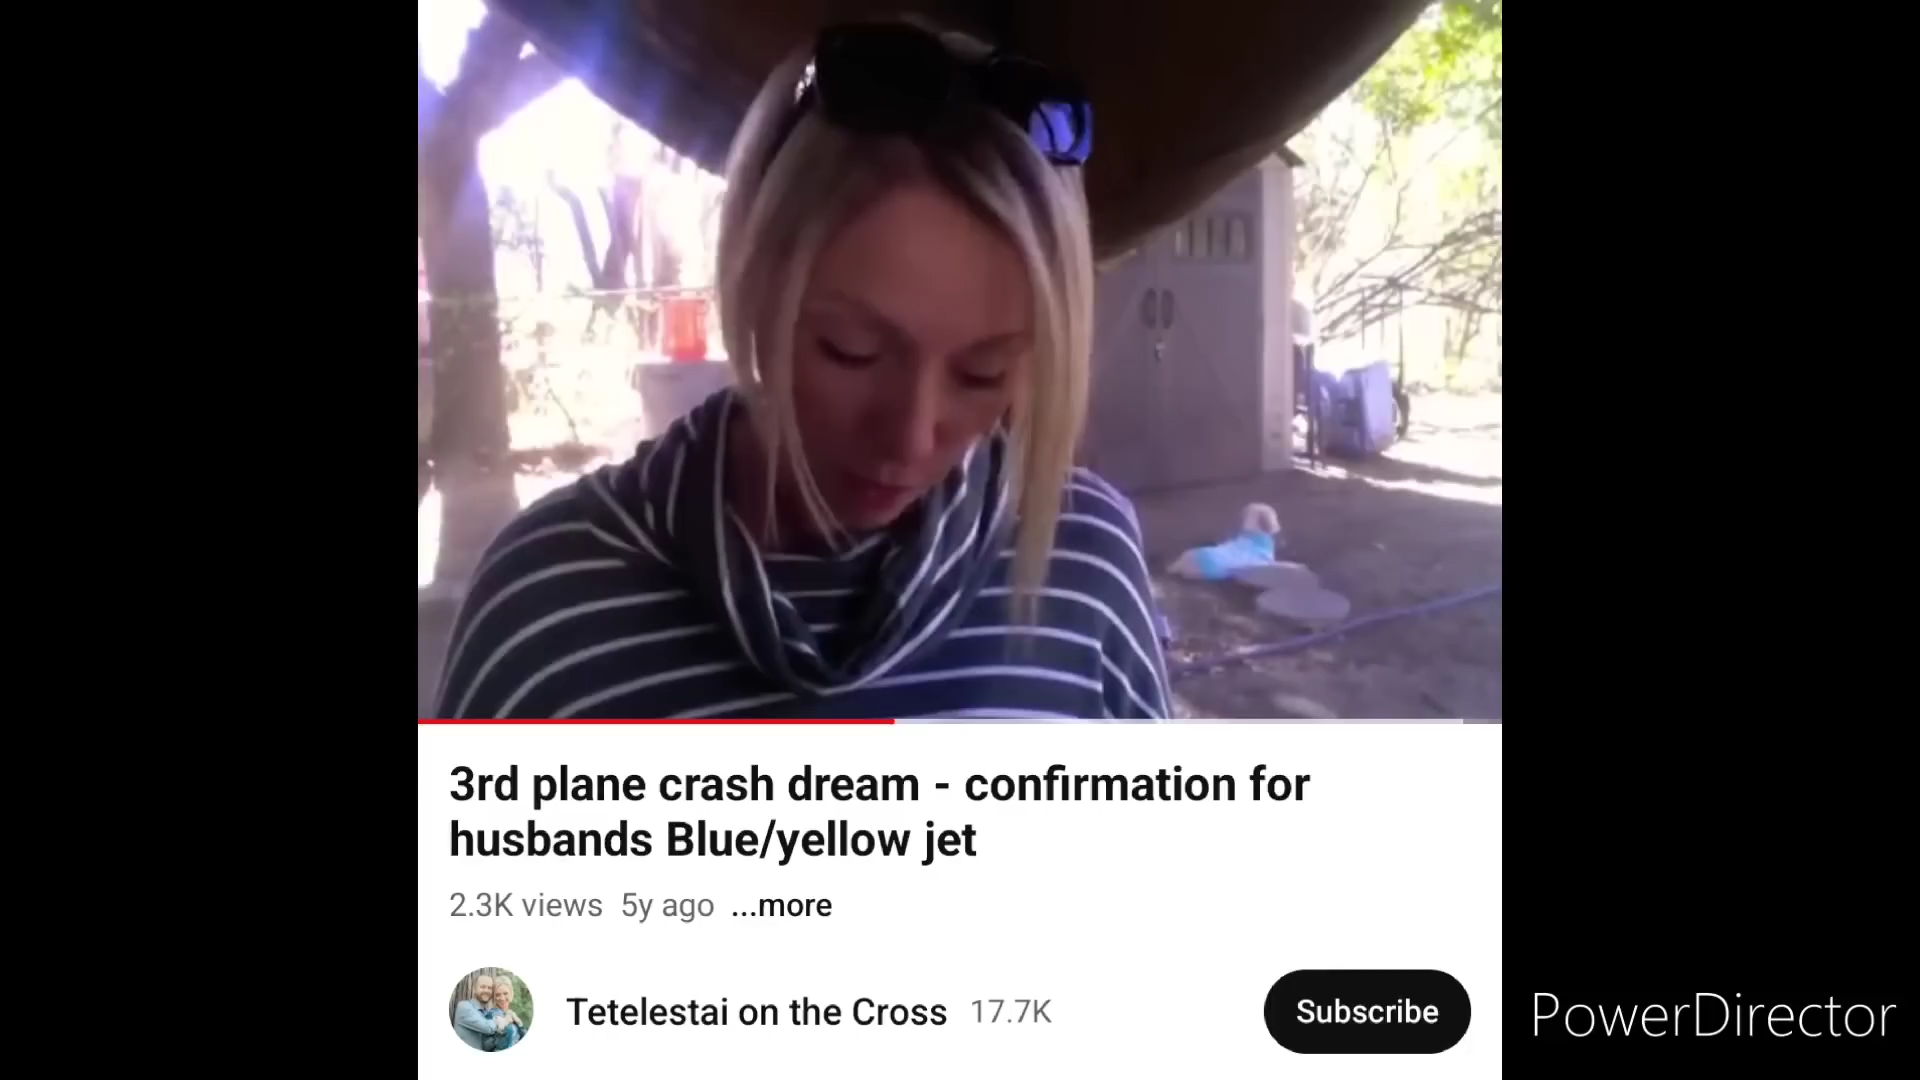 3rd plane crash dream - confirmation for
husbands Blue/yellow jet
2.3K views 5y ago ...more
Tetelestai on the Cross 17.7K
Subscribe
PowerDirector